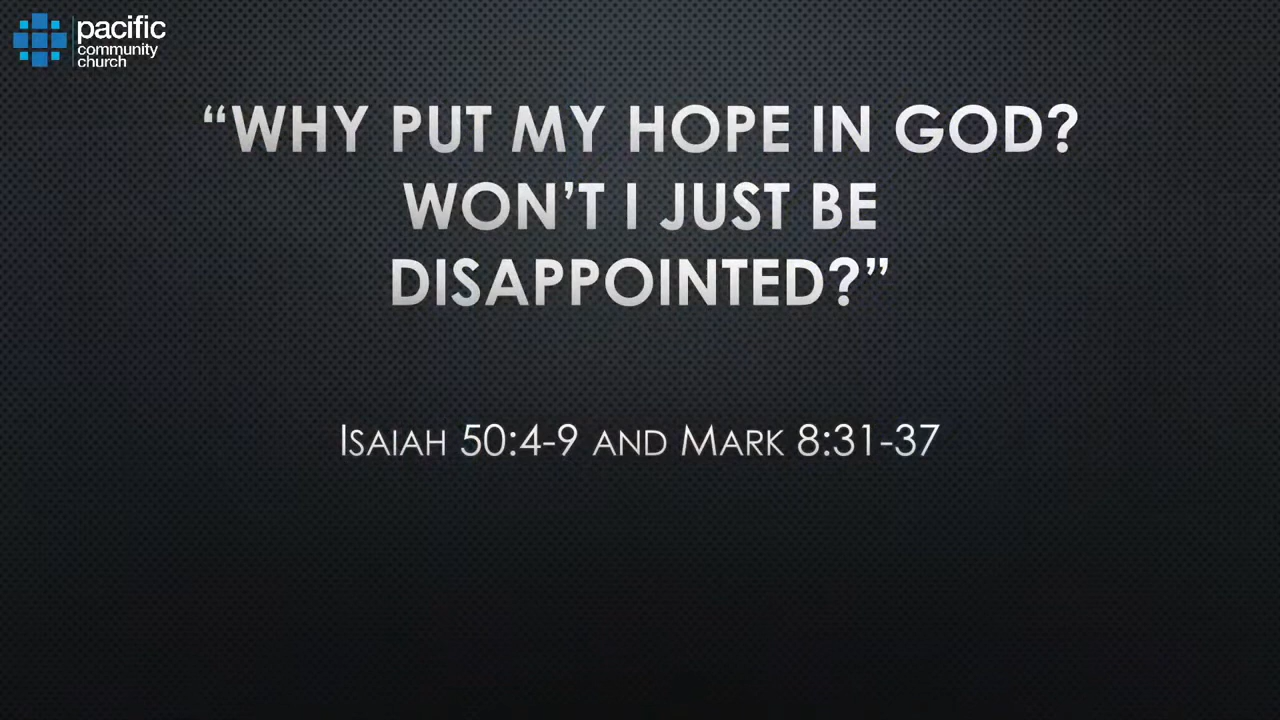 pacific
community
church
“WHY PUT MY HOPE IN GOD?
WON’T I JUST BE
DISAPPOINTED?”
ISAIAH 50:4-9 AND MARK 8:31-37